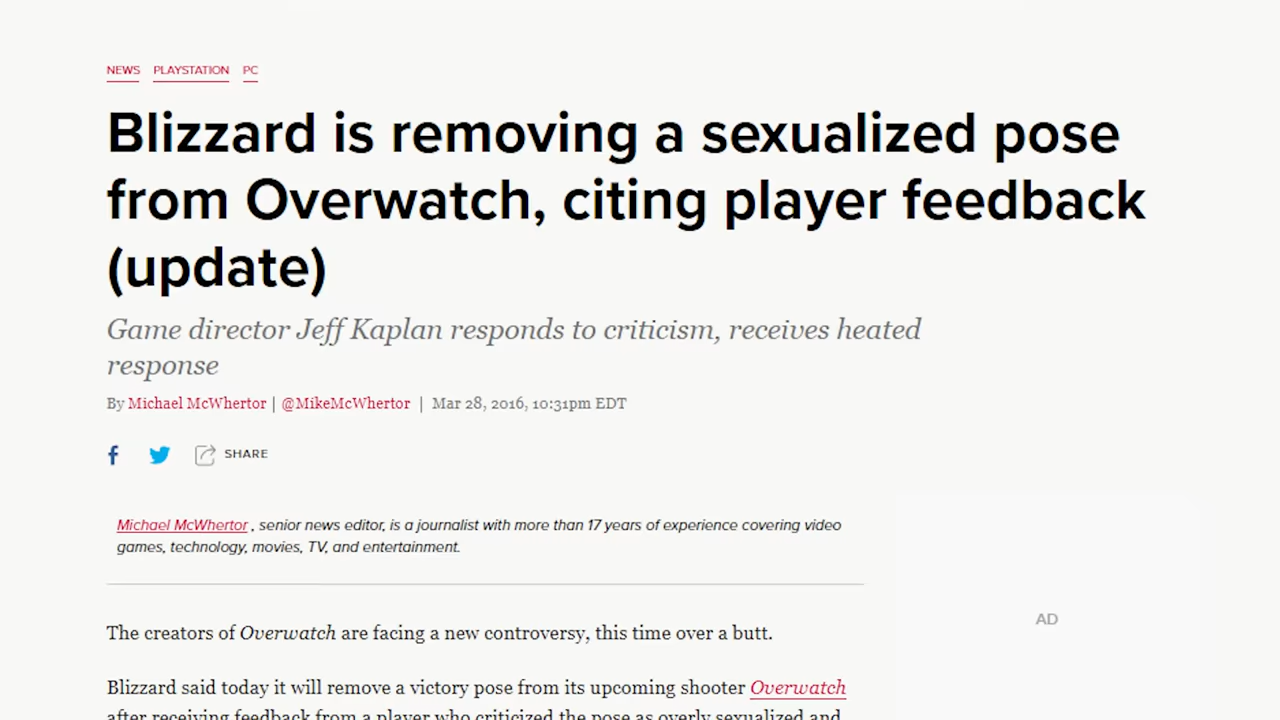 NEWS PLAYSTATION PC
Blizzard is removing a sexualized pose
from Overwatch, citing player feedback
(update)
Game director Jeff Kaplan responds to criticism, receives heated
response
By Michael McWhertor | @MikeMcWhertor | Mar 28, 2016, 10:31pm EDT
SHARE
Michael McWhertor , senior news editor, is a journalist with more than 17 years of experience covering video
games, technology, movies, TV, and entertainment.
AD
The creators of Overwatch are facing a new controversy, this time over a butt.
Blizzard said today it will remove a victory pose from its upcoming shooter Overwatch
after receiving feedback from a player who criticized the pose as overly sexualized and